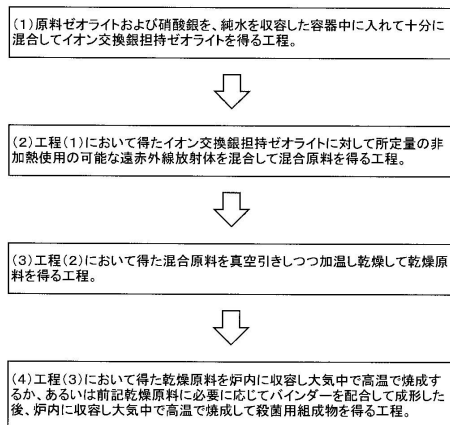 (1)原料ゼオライトおよび硝酸銀を、純水を収容した容器中に入れて十分に
混合してイオン交換銀担持ゼオライトを得る工程。
(2)工程(1)において得たイオン交換銀担持ゼオライトに対して所定量の非
加熱使用の可能な遠赤外線放射体を混合して混合原料を得る工程。
(3)工程(2)において得た混合原料を真空引きしつつ加温し乾燥して乾燥原
料を得る工程。
(4)工程(3)において得た乾燥原料を炉内に収容し大気中で高温で焼成す
るか、あるいは前記乾燥原料に必要に応じてバインダーを配合して成形した
後、炉内に収容し大気中で高温で焼成して殺菌用組成物を得る工程。